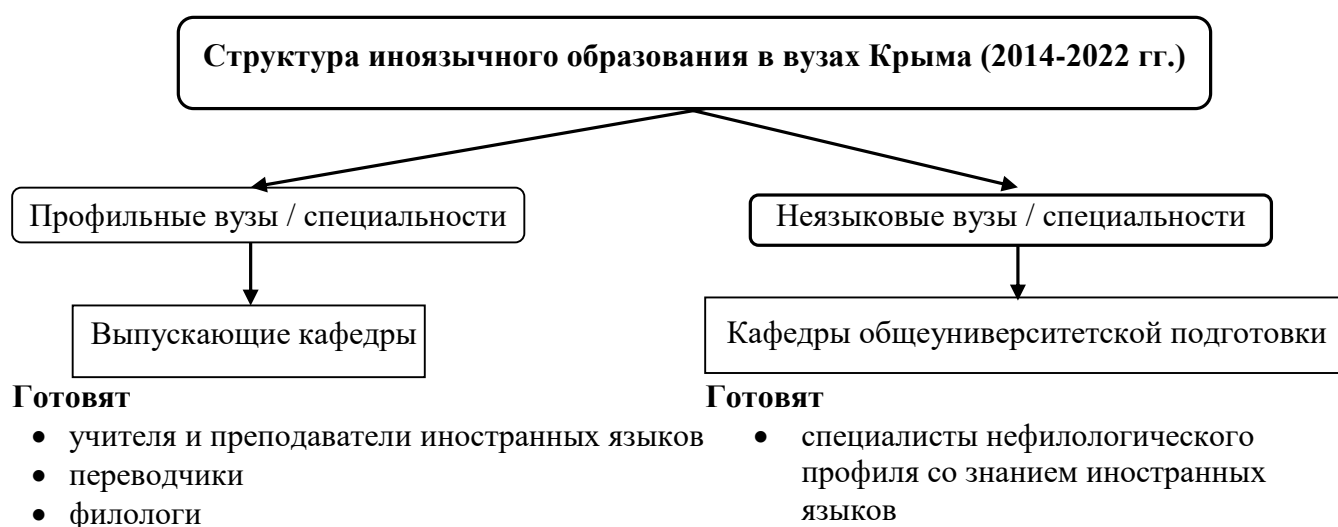 Структура иноязычного образования в вузах Крыма (2014-2022 гг.)
Профильные вузы / специальности
Неязыковые вузы / специальности
Выпускающие кафедры
Кафедры общеуниверситетской подготовки
Готовят
• учителя и преподаватели иностранных языков
• переводчики
• филологи
Готовят
• специалисты нефилологического
профиля со знанием иностранных
языков